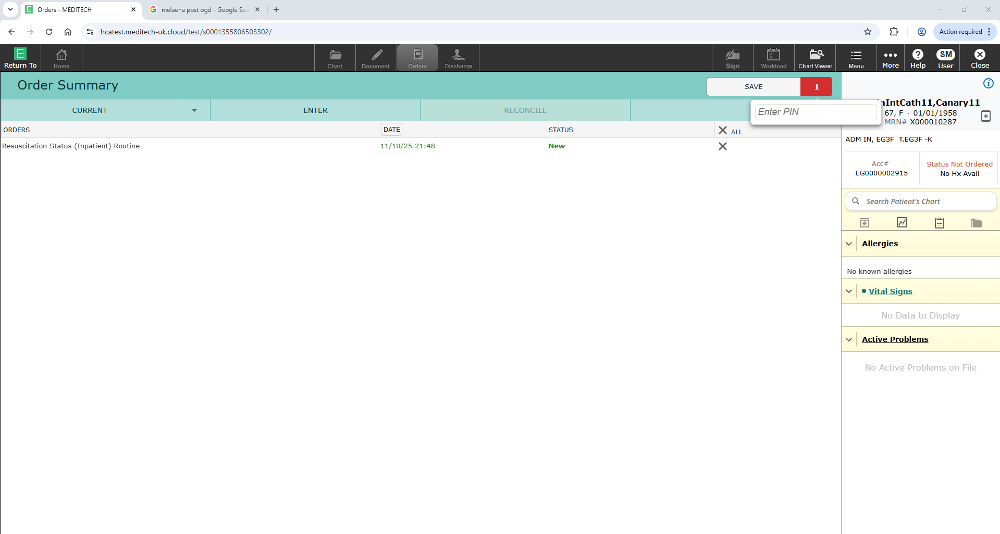 Orders - MEDITECH
melaena post ogd - Google Sea
hcatest.meditech-uk.cloud/test/s0001355806503302/
Action required
E
Return To
Home
Chart
Document
Orders
Discharge
Sign
Workload
Chart Viewer
Menu
More
Help
SM
User
Close
Order Summary
SAVE
1
Enter PIN
CURRENT
ENTER
RECONCILE
ORDERS
DATE
STATUS
ALL
Resuscitation Status (Inpatient) Routine
11/10/25 21:48
New
nIntCath11,Canary11
67, F · 01/01/1958
MRN# X000010287
ADM IN, EG3F T.EG3F -K
Acc#
EG0000002915
Status Not Ordered
No Hx Avail
Search Patient's Chart
Allergies
No known allergies
Vital Signs
No Data to Display
Active Problems
No Active Problems on File